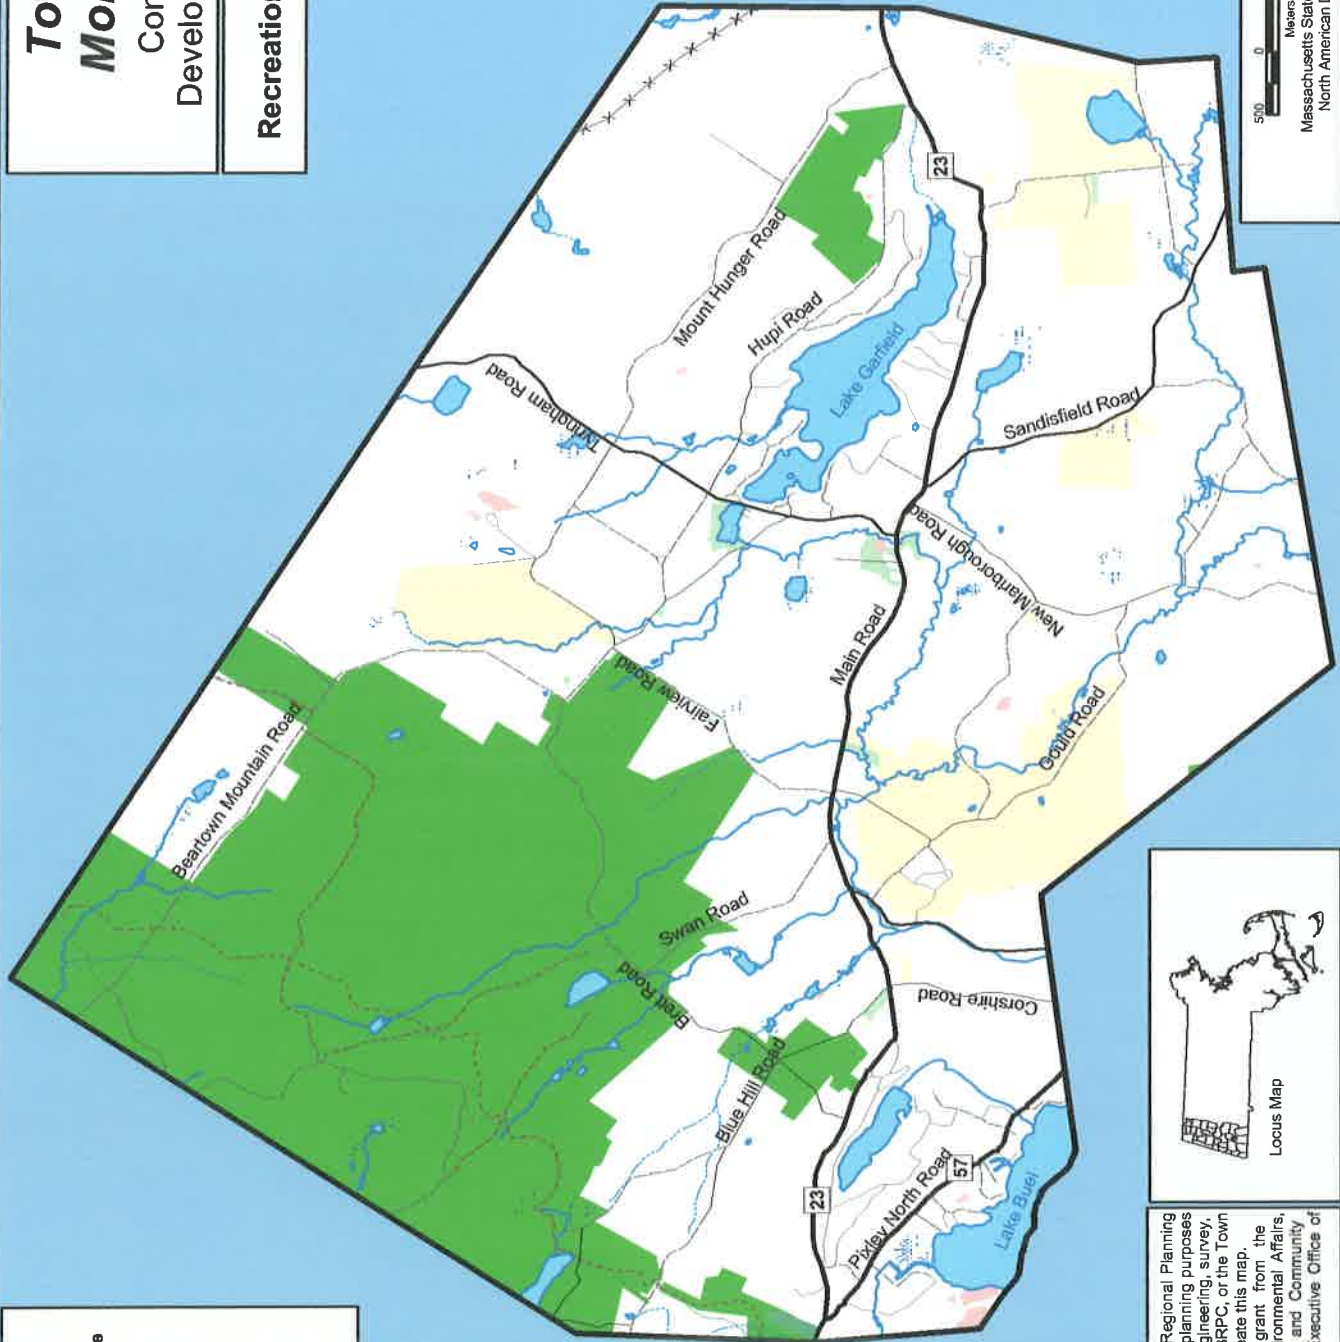 To
Mo
Con
Develo
Recreatio
500
0
Meters
Massachusetts State
North American D
23
Mount Hunger Road
Hupi Road
Lake Garfield
Tyringham Road
Sandisfield Road
New Marlborough Road
Main Road
Fairview Road
Gould Road
Beartown Mountain Road
Swan Road
Brett Road
Corshire Road
Blue Hill Road
23
Pixley North Road
57
Lake Buel
Locus Map
Regional Planning
planning purposes
gineering, survey,
RPC, or the Town
ate this map.
grant from the
ronmental Affairs,
and Community
xecutive Office of
e